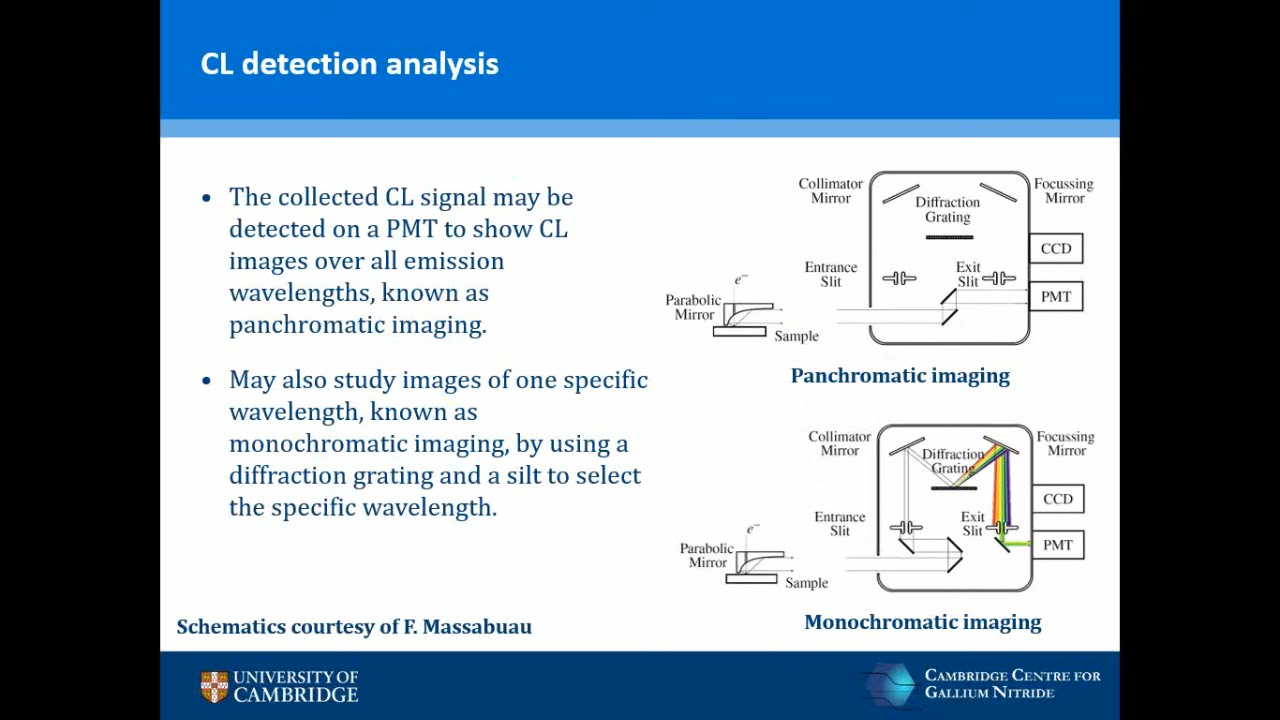 CL detection analysis
• The collected CL signal may be
detected on a PMT to show CL
images over all emission
wavelengths, known as
panchromatic imaging.
• May also study images of one specific
wavelength, known as
monochromatic imaging, by using a
diffraction grating and a silt to select
the specific wavelength.
Schematics courtesy of F. Massabuau
Collimator
Mirror
Diffraction
Grating
Focussing
Mirror
CCD
Entrance
Slit
Exit
Slit
PMT
e−
Parabolic
Mirror
Sample
Panchromatic imaging
Collimator
Mirror
Diffraction
Grating
Focussing
Mirror
CCD
Entrance
Slit
Exit
Slit
PMT
e−
Parabolic
Mirror
Sample
Monochromatic imaging
UNIVERSITY OF
CAMBRIDGE
CAMBRIDGE CENTRE FOR
GALLIUM NITRIDE